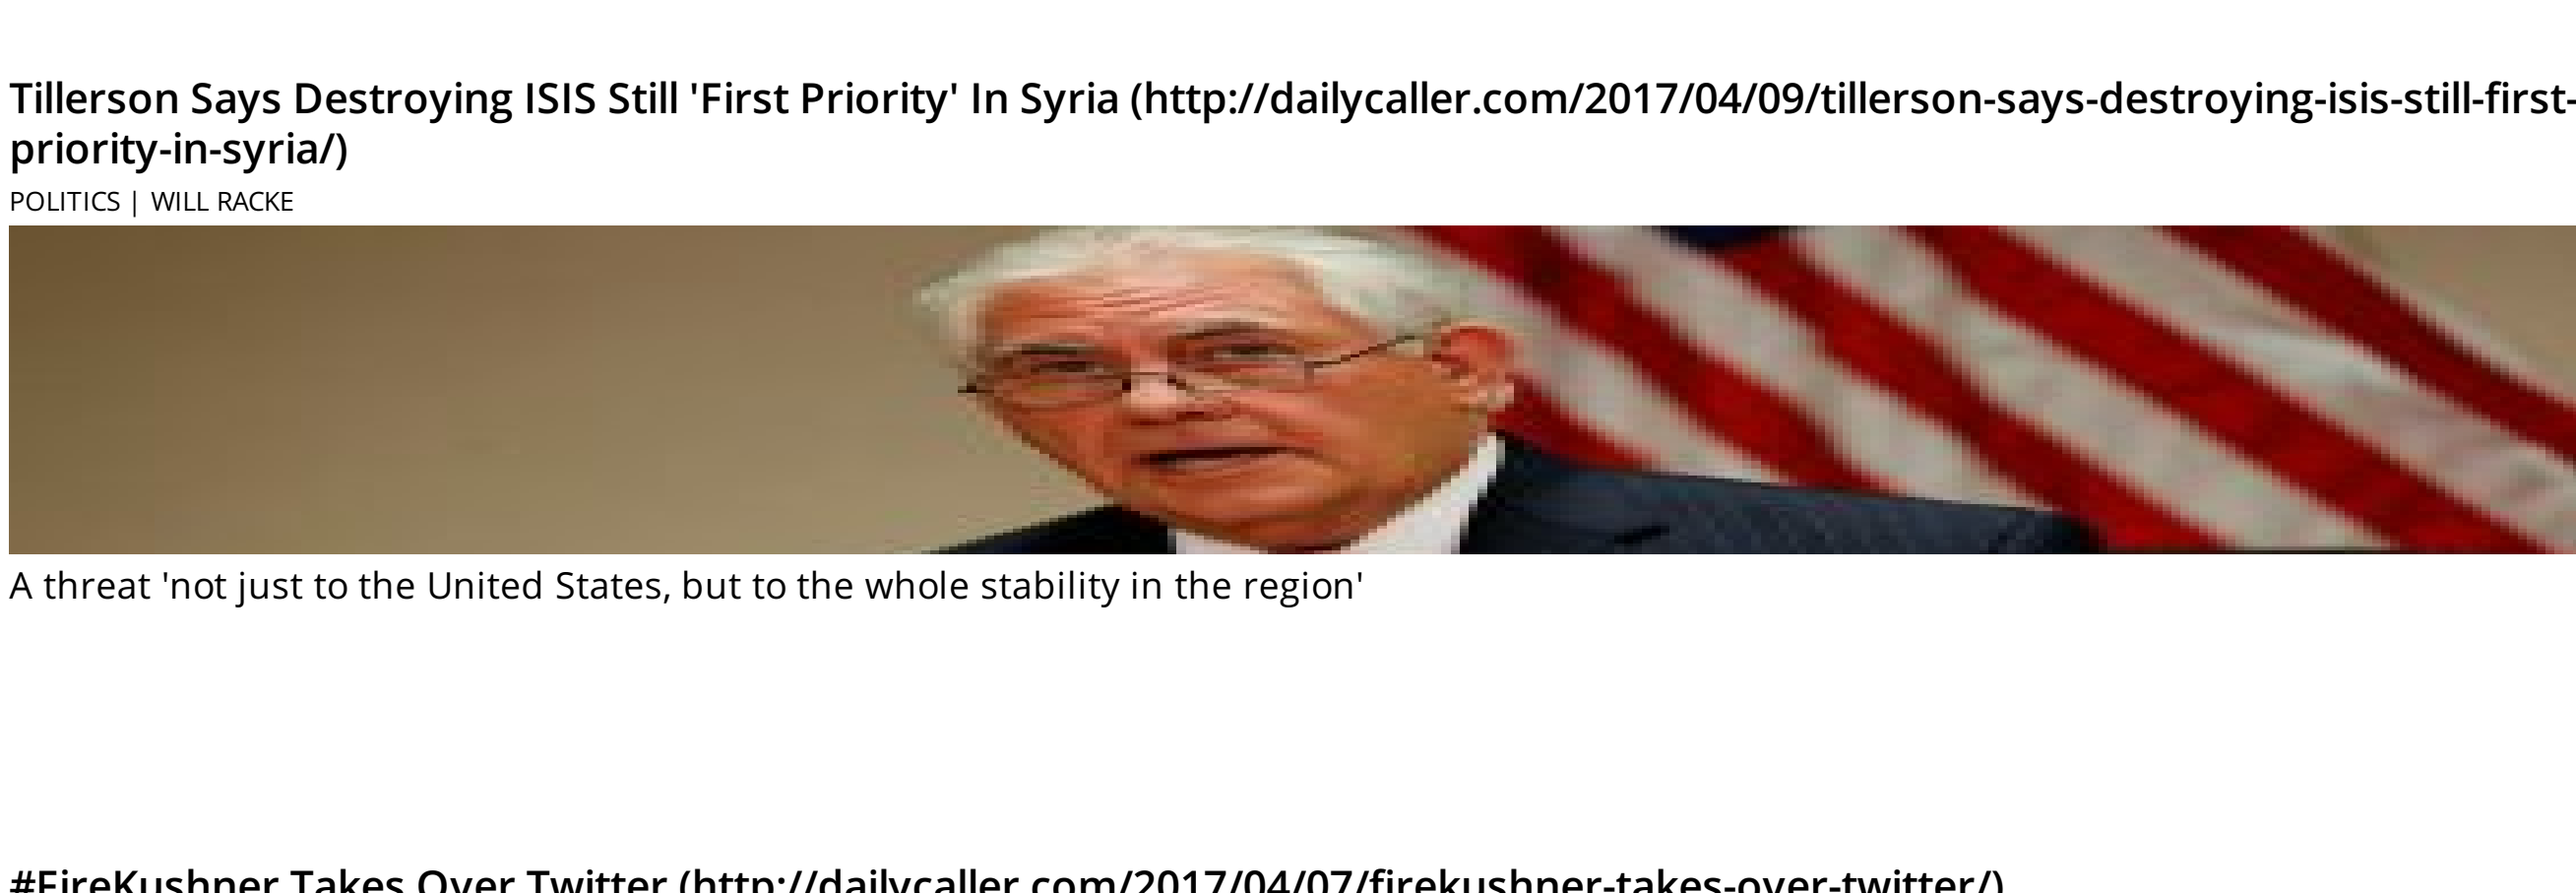 Tillerson Says Destroying ISIS Still 'First Priority' In Syria (http://dailycaller.com/2017/04/09/tillerson-says-destroying-isis-still-first-
priority-in-syria/)
POLITICS | WILL RACKE
A threat 'not just to the United States, but to the whole stability in the region'
#FireKushner Takes Over Twitter (http://dailycaller.com/2017/04/07/firekushner-takes-over-twitter/)